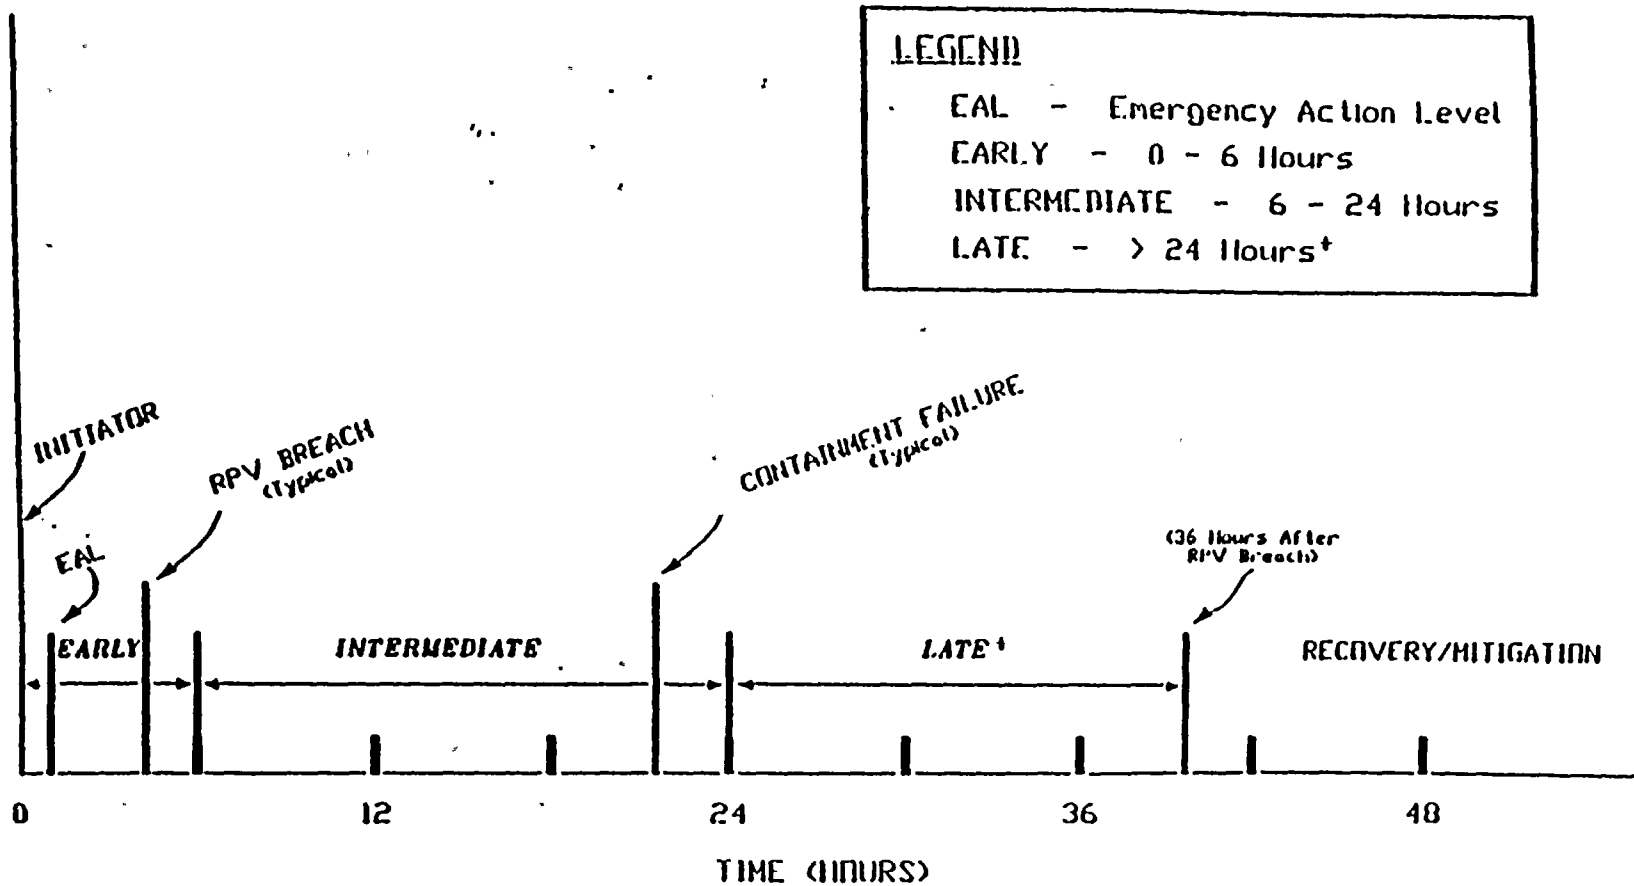 LEGEND
EAL - Emergency Action Level
EARLY - 0 - 6 Hours
INTERMEDIATE - 6 - 24 Hours
LATE - > 24 Hours+
INITIATOR
RPV BREACH
(Typical)
CONTAINMENT FAILURE
(Typical)
EAL
(36 Hours After
RPV Breach)
EARLY
INTERMEDIATE
LATE+
RECOVERY/MITIGATION
0 12 24 36 48
TIME (HOURS)